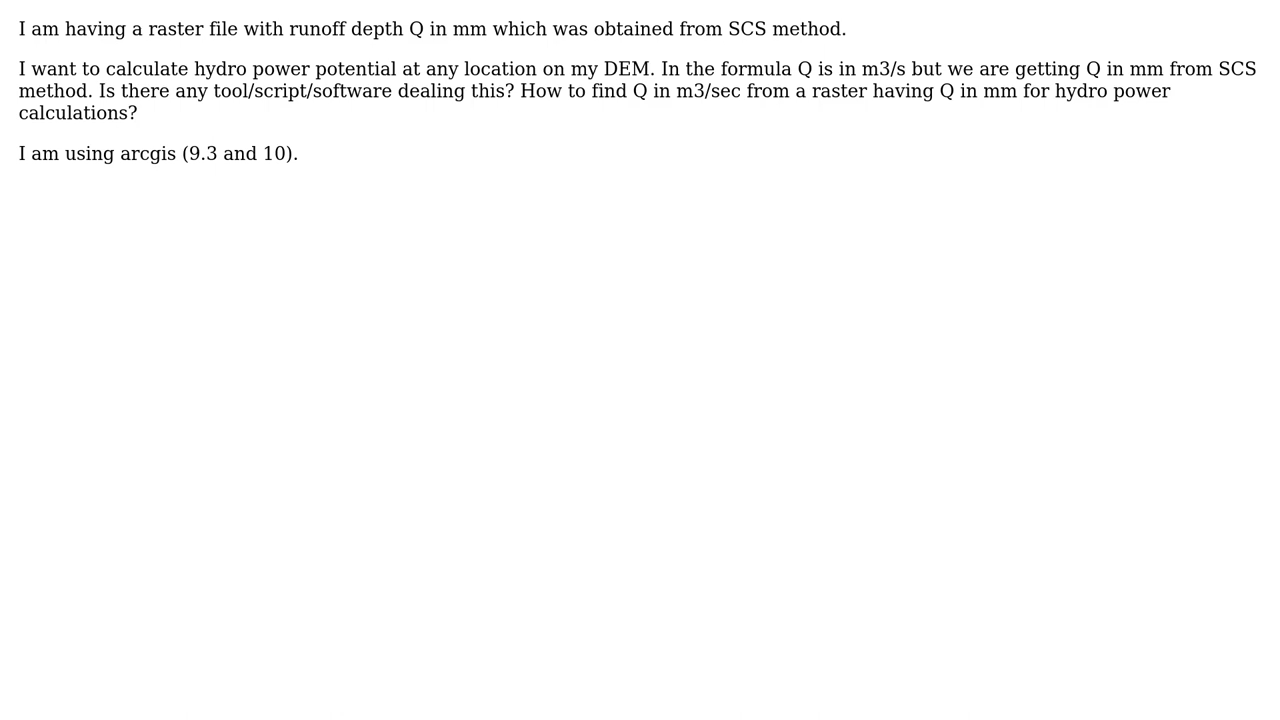 I am having a raster file with runoff depth Q in mm which was obtained from SCS method.
I want to calculate hydro power potential at any location on my DEM. In the formula Q is in m3/s but we are getting Q in mm from SCS
method. Is there any tool/script/software dealing this? How to find Q in m3/sec from a raster having Q in mm for hydro power
calculations?
I am using arcgis (9.3 and 10).